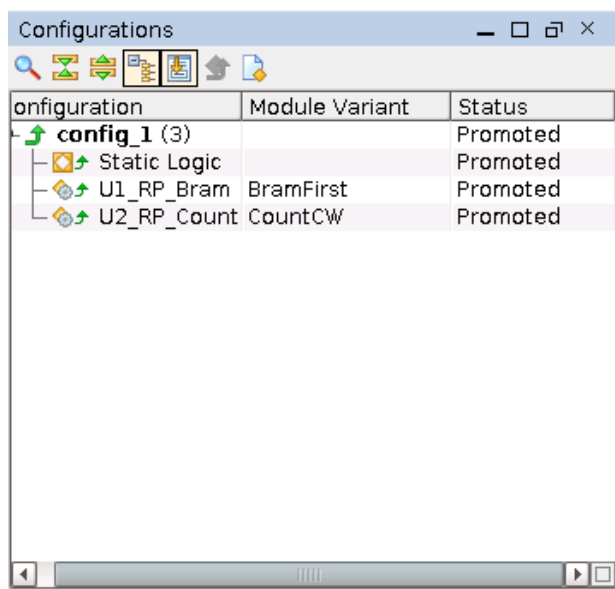 Configurations
onfiguration Module Variant Status
config_1 (3) Promoted
Static Logic Promoted
U1_RP_Bram BramFirst Promoted
U2_RP_Count CountCW Promoted